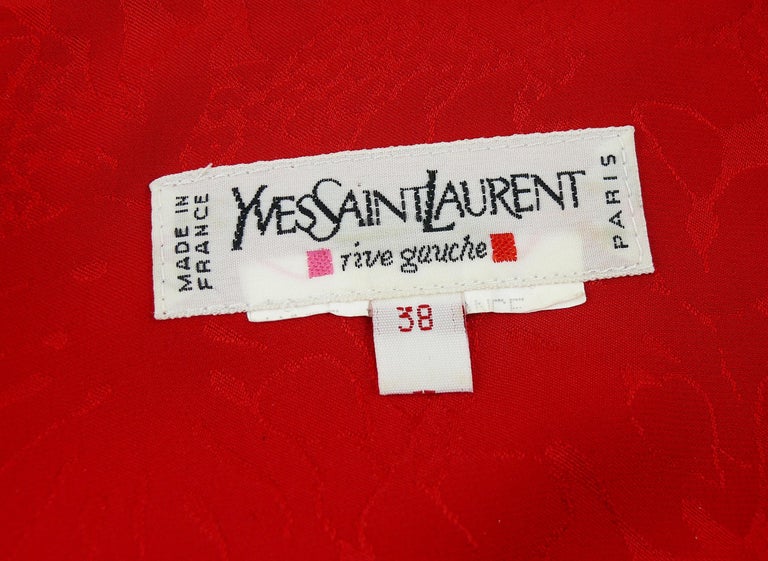 MADE IN
FRANCE
YVESSAINTLAURENT
rive gauche
PARIS
38